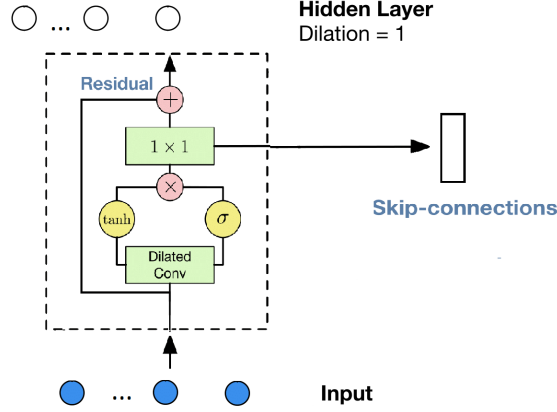 ...
Hidden Layer
Dilation = 1
Residual
+
1 × 1
×
tanh
σ
Dilated
Conv
Skip-connections
...
Input